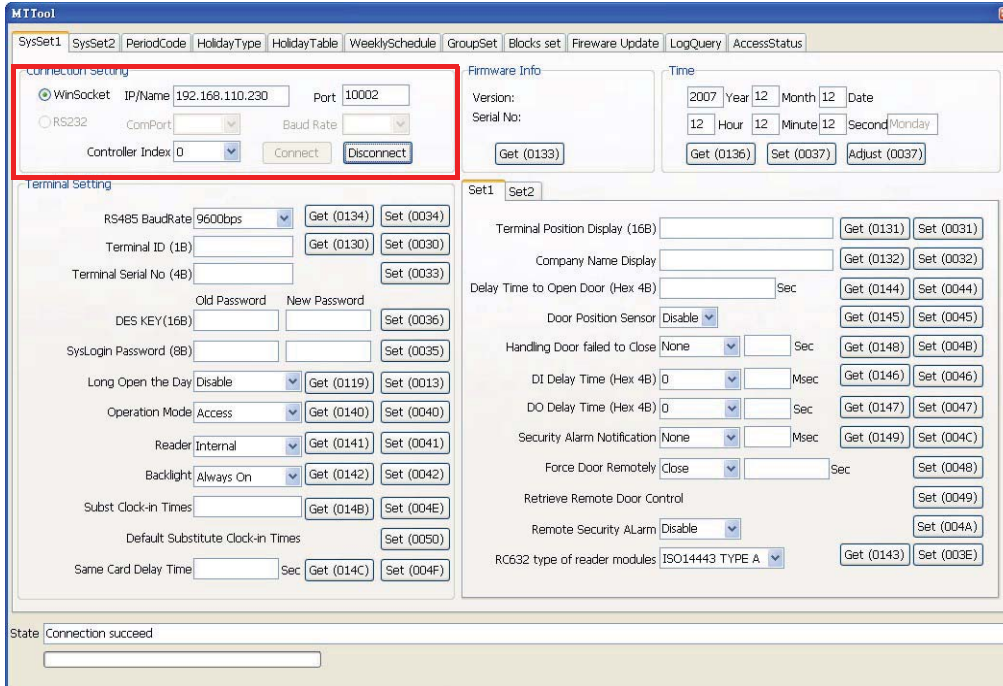 MTTool
SysSet1 SysSet2 PeriodCode HolidayType HolidayTable WeeklySchedule GroupSet Blocks set Fireware Update LogQuery AccessStatus
Connection Setting
WinSocket IP/Name 192.168.110.230 Port 10002
RS232 ComPort Baud Rate
Controller Index 0 Connect Disconnect
Firmware Info
Version:
Serial No:
Get (0133)
Time
2007 Year 12 Month 12 Date
12 Hour 12 Minute 12 Second Monday
Get (0136) Set (0037) Adjust (0037)
Terminal Setting
RS485 BaudRate 9600bps Get (0134) Set (0034)
Terminal ID (1B) Get (0130) Set (0030)
Terminal Serial No (4B) Set (0033)
Old Password New Password
DES KEY(16B) Set (0036)
SysLogin Password (8B) Set (0035)
Long Open the Day Disable Get (0119) Set (0013)
Operation Mode Access Get (0140) Set (0040)
Reader Internal Get (0141) Set (0041)
Backlight Always On Get (0142) Set (0042)
Subst Clock-in Times Get (014B) Set (004E)
Default Substitute Clock-in Times Set (0050)
Same Card Delay Time Sec Get (014C) Set (004F)
Set1 Set2
Terminal Position Display (16B) Get (0131) Set (0031)
Company Name Display Get (0132) Set (0032)
Delay Time to Open Door (Hex 4B) Sec Get (0144) Set (0044)
Door Position Sensor Disable Get (0145) Set (0045)
Handling Door failed to Close None Sec Get (0148) Set (004B)
DI Delay Time (Hex 4B) 0 Msec Get (0146) Set (0046)
DO Delay Time (Hex 4B) 0 Sec Get (0147) Set (0047)
Security Alarm Notification None Msec Get (0149) Set (004C)
Force Door Remotely Close Sec Set (0048)
Retrieve Remote Door Control Set (0049)
Remote Security ALarm Disable Set (004A)
RC632 type of reader modules ISO14443 TYPE A Get (0143) Set (003E)
State Connection succeed